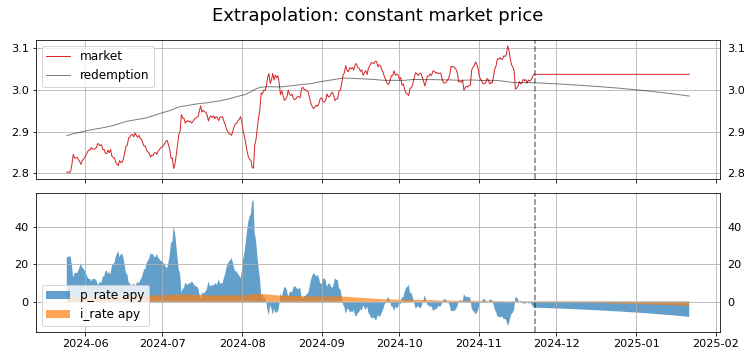 Extrapolation: constant market price
3.1 3.1
market
redemption
3.0 3.0
2.9 2.9
2.8 2.8
40 40
20 20
p_rate apy
0 0
i_rate apy
2024-06 2024-07 2024-08 2024-09 2024-10 2024-11 2024-12 2025-01 2025-02